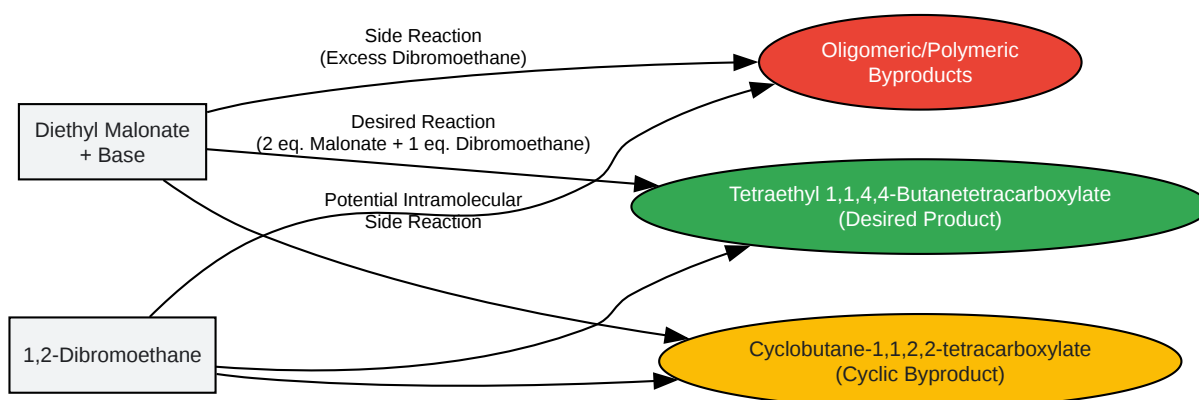 Side Reaction
(Excess Dibromoethane)
Oligomeric/Polymeric
Byproducts
Diethyl Malonate
+ Base
Desired Reaction
(2 eq. Malonate + 1 eq. Dibromoethane)
Tetraethyl 1,1,4,4-Butanetetracarboxylate
(Desired Product)
Potential Intramolecular
Side Reaction
1,2-Dibromoethane
Cyclobutane-1,1,2,2-tetracarboxylate
(Cyclic Byproduct)